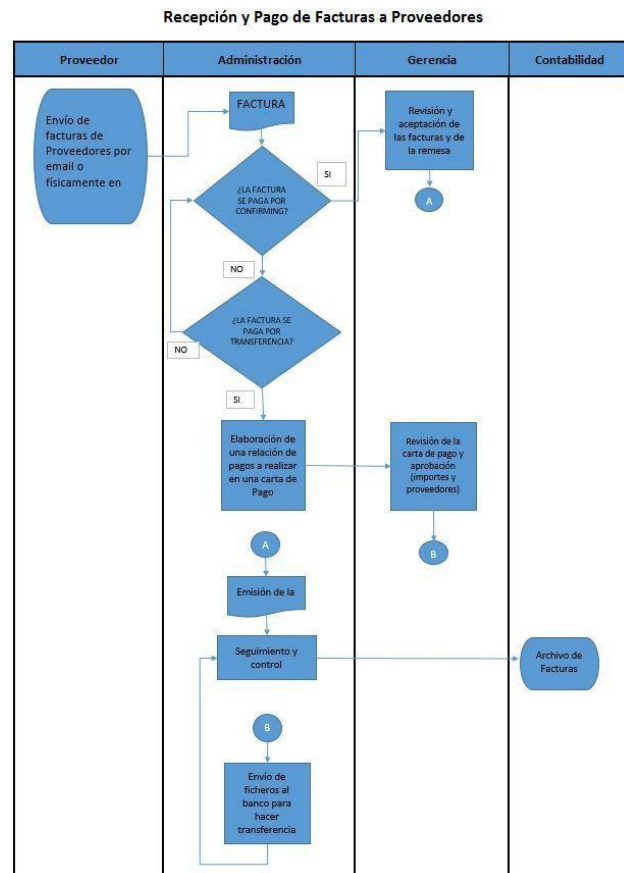 Recepción y Pago de Facturas a Proveedores
Proveedor
Administración
Gerencia
Contabilidad
Envío de
facturas de
Proveedores por
email o
físicamente en
FACTURA
Revisión y
aceptación de
las facturas y de
la remesa
SI
¿LA FACTURA
SE PAGA POR
CONFIRMING?
A
NO
¿LA FACTURA SE
PAGA POR
TRANSFERENCIA?
NO
SI
Elaboración de
una relación de
pagos a realizar
en una carta de
Pago
Revisión de la
carta de pago y
aprobación
(importes y
proveedores)
A
B
Emisión de la
Seguimiento y
control
Archivo de
Facturas
B
Envío de
ficheros al
banco para
hacer
transferencia